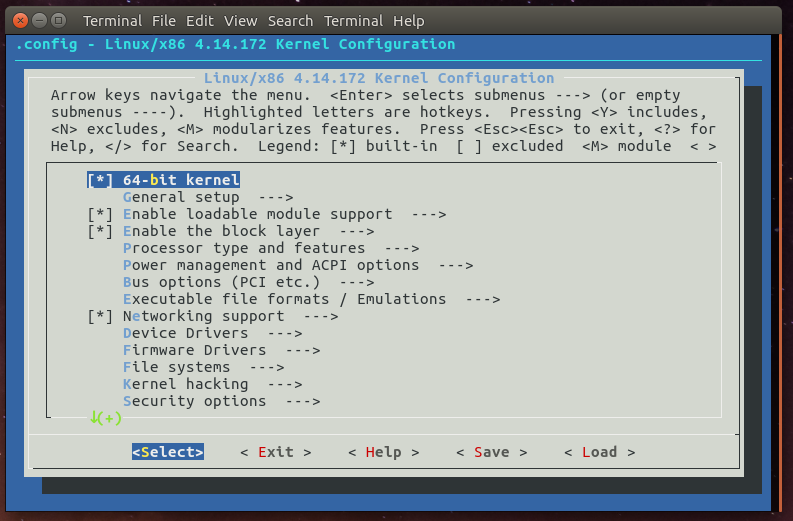 Terminal File Edit View Search Terminal Help
.config - Linux/x86 4.14.172 Kernel Configuration
Linux/x86 4.14.172 Kernel Configuration
Arrow keys navigate the menu.  <Enter> selects submenus ---> (or empty
submenus ----).  Highlighted letters are hotkeys.  Pressing <Y> includes,
<N> excludes, <M> modularizes features.  Press <Esc><Esc> to exit, <?> for
Help, </> for Search.  Legend: [*] built-in  [ ] excluded  <M> module  < >
[*] 64-bit kernel
General setup  --->
[*] Enable loadable module support  --->
[*] Enable the block layer  --->
Processor type and features  --->
Power management and ACPI options  --->
Bus options (PCI etc.)  --->
Executable file formats / Emulations  --->
[*] Networking support  --->
Device Drivers  --->
Firmware Drivers  --->
File systems  --->
Kernel hacking  --->
Security options  --->
↓(+)
<Select>    < Exit >    < Help >    < Save >    < Load >